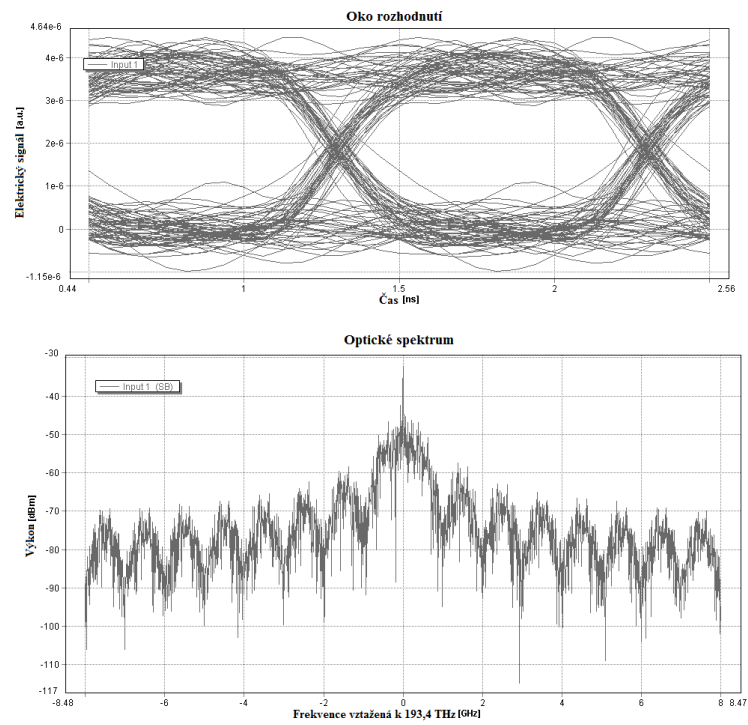 Oko rozhodnutí
4.64e-6
4e-6
3e-6
2e-6
1e-6
0
-1.15e-6
Elektrický signál [a.u.]
Input 1
0.44
1
1.5
2
2.56
Čas [ns]
Optické spektrum
-30
-40
-50
-60
-70
-80
-90
-100
-110
-117
Výkon [dBm]
Input 1 (SB)
-8.48
-6
-4
-2
0
2
4
6
8
8.47
Frekvence vztažená k 193,4 THz [GHz]